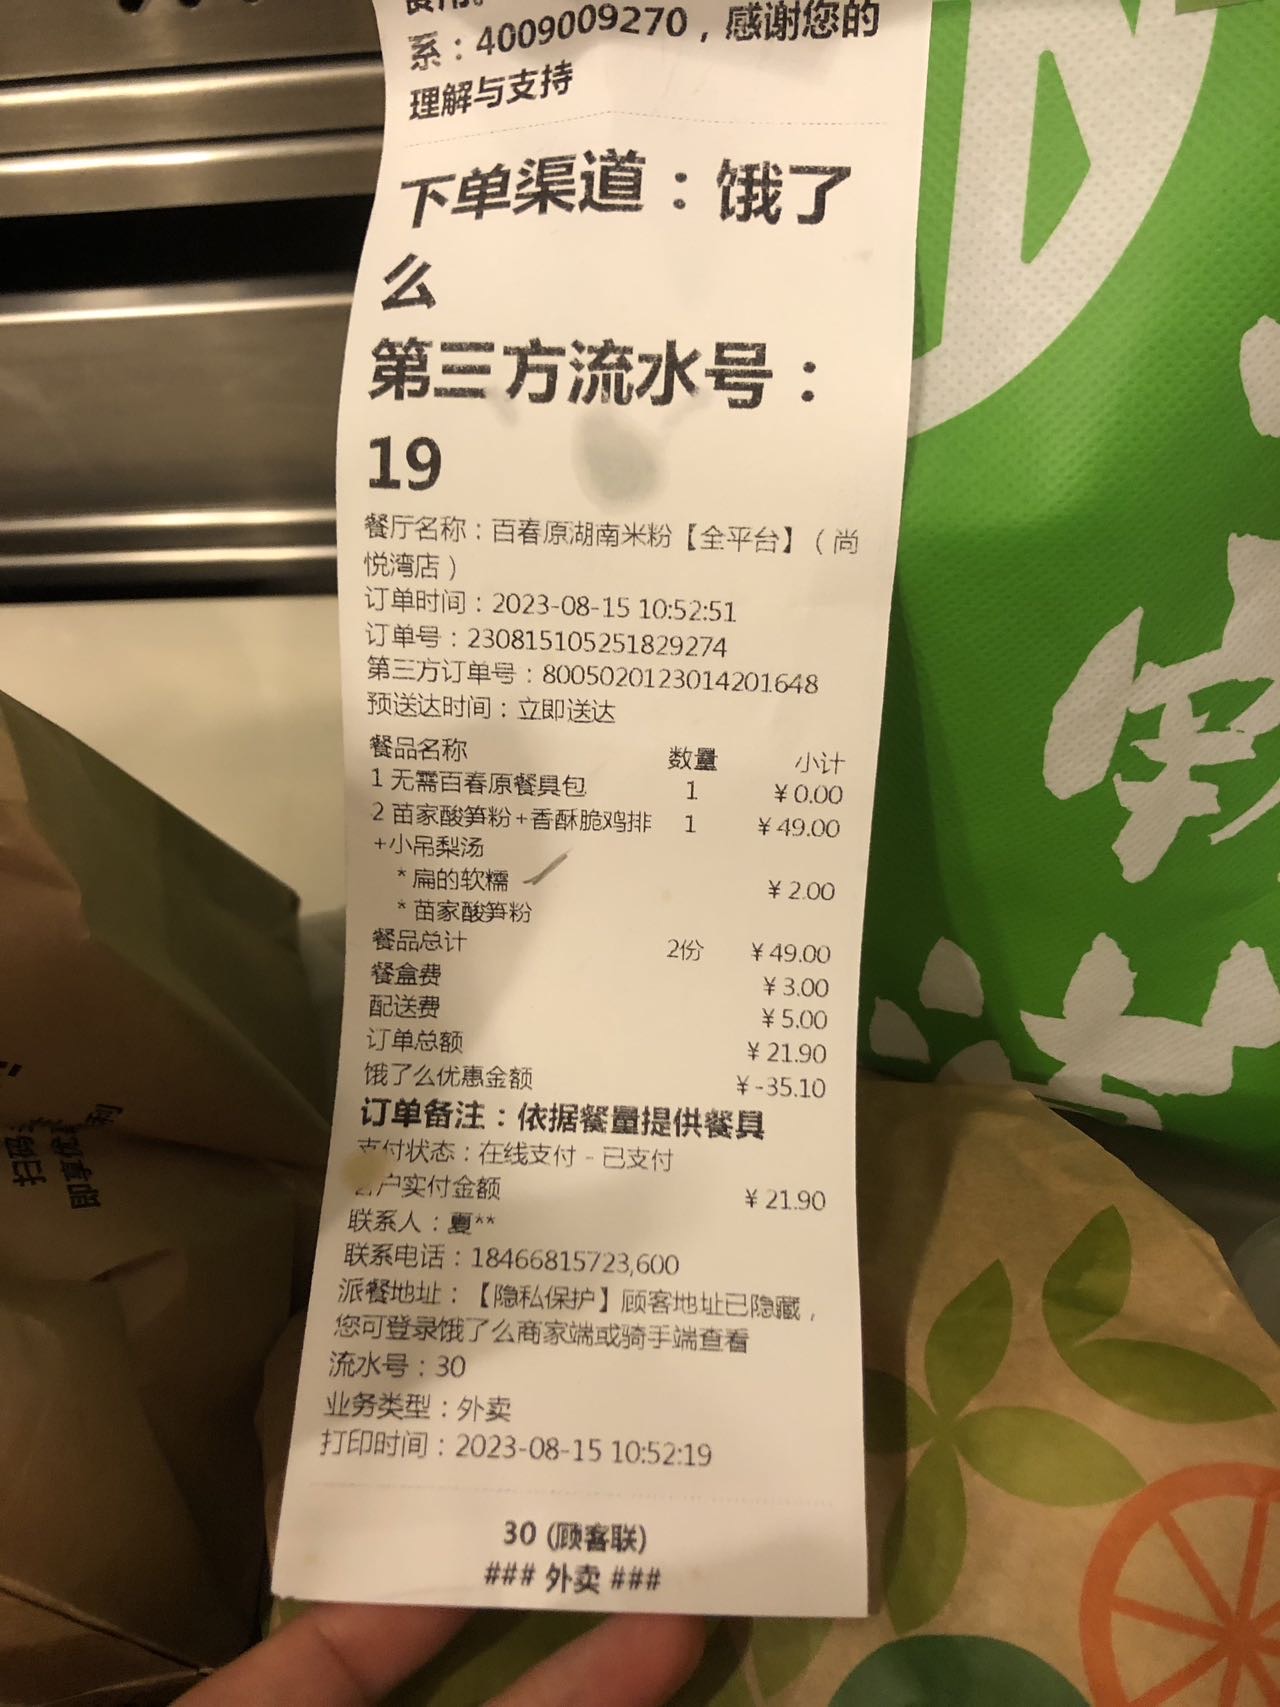 系：4009009270，感谢您的
理解与支持
下单渠道：饿了
么
第三方流水号：
19
餐厅名称：百春原湖南米粉【全平台】（尚
悦湾店）
订单时间：2023-08-15 10:52:51
订单号：230815105251829274
第三方订单号：8005020123014201648
预送达时间：立即送达
餐品名称 数量 小计
1 无需百春原餐具包 1 ￥0.00
2 苗家酸笋粉+香酥脆鸡排 1 ￥49.00
+小吊梨汤
* 扁的软糯 ￥2.00
* 苗家酸笋粉
餐品总计 2份 ￥49.00
餐盒费 ￥3.00
配送费 ￥5.00
订单总额 ￥21.90
饿了么优惠金额 ￥-35.10
订单备注：依据餐量提供餐具
支付状态：在线支付 - 已支付
客户实付金额 ￥21.90
联系人：夏**
联系电话：18466815723,600
派餐地址：【隐私保护】顾客地址已隐藏，
您可登录饿了么商家端或骑手端查看
流水号：30
业务类型：外卖
打印时间：2023-08-15 10:52:19
30 (顾客联)
### 外卖 ###
扫码
即享优
利